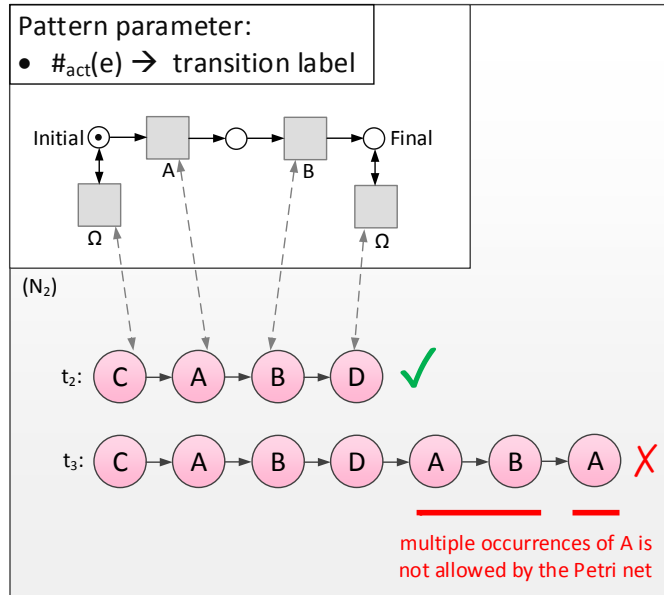 Pattern parameter:
• #act(e) → transition label
Initial
Final
A
B
Ω
Ω
(N2)
t2: C A B D
t3: C A B D A B A
multiple occurrences of A is
not allowed by the Petri net